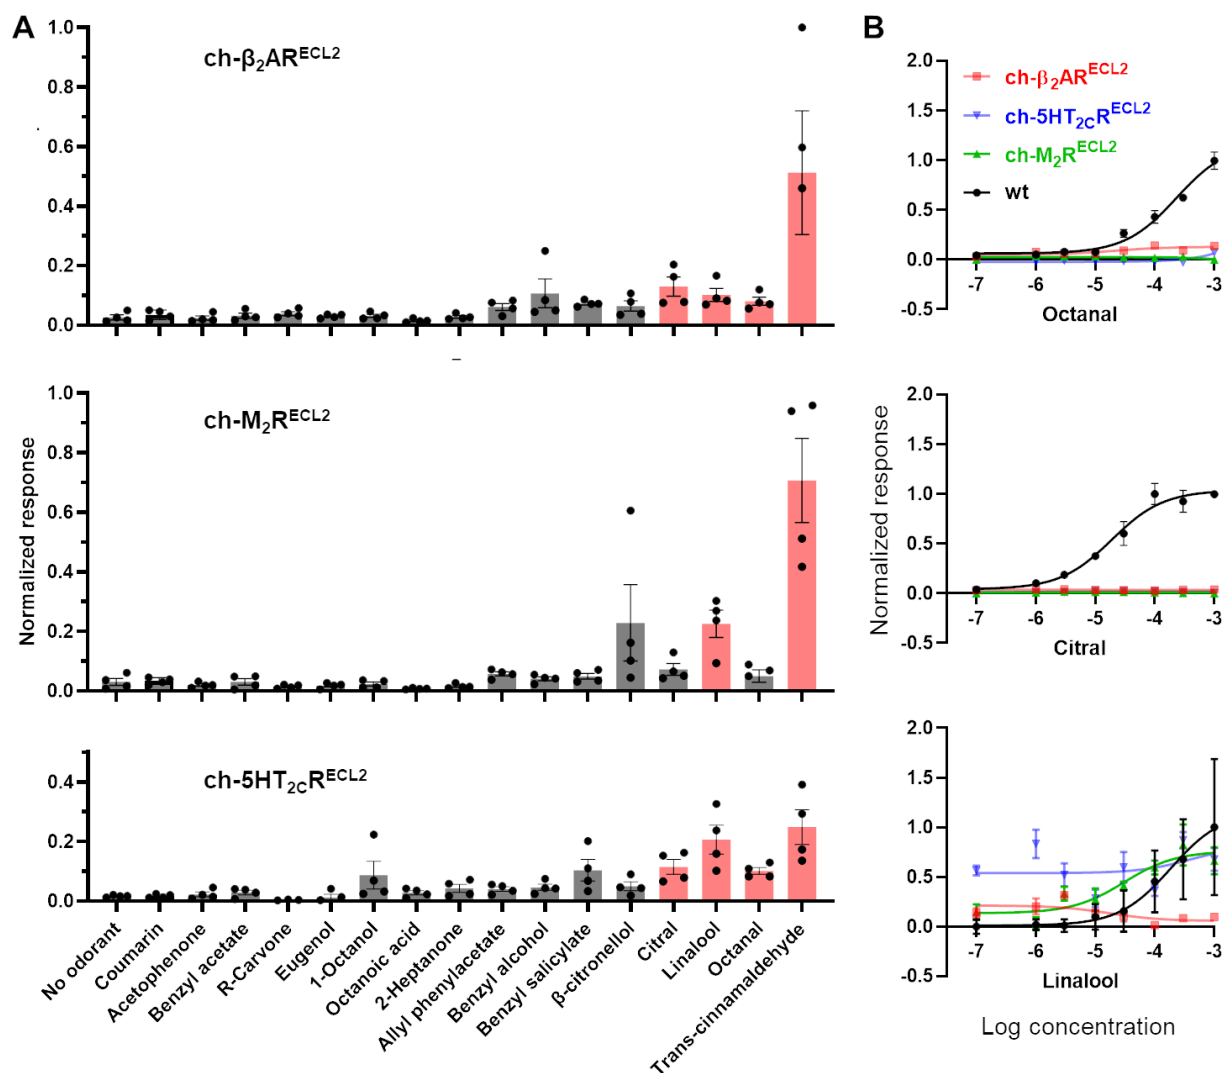 A
ch-β₂ARᴱᶜᴸ²
1.0
0.8
0.6
0.4
0.2
0.0
Normalized response
ch-M₂Rᴱᶜᴸ²
1.0
0.8
0.6
0.4
0.2
0.0
ch-5HT₂CRᴱᶜᴸ²
0.4
0.2
0.0
No odorant
Coumarin
Acetophenone
Benzyl acetate
R-Carvone
Eugenol
1-Octanol
Octanoic acid
2-Heptanone
Allyl phenylacetate
Benzyl alcohol
Benzyl salicylate
β-citronellol
Citral
Linalool
Octanal
Trans-cinnamaldehyde
B
2.0
1.5
1.0
0.5
0.0
-0.5
ch-β₂ARᴱᶜᴸ²
ch-5HT₂CRᴱᶜᴸ²
ch-M₂Rᴱᶜᴸ²
wt
-7 -6 -5 -4 -3
Octanal
Normalized response
2.0
1.5
1.0
0.5
0.0
-0.5
-7 -6 -5 -4 -3
Citral
2.0
1.5
1.0
0.5
0.0
-0.5
-7 -6 -5 -4 -3
Linalool
Log concentration